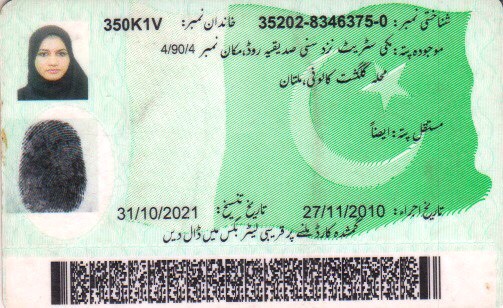 شناختی نمبر: 35202-8346375-0 خاندان نمبر: 350K1V
موجودہ پتہ: مکی سٹریٹ نزد سنی صدیقیہ روڈ، مکان نمبر 4/90/4
محلہ گلگشت کالونی، ملتان
مستقل پتہ: ایضاً
تاریخ اجراء: 27/11/2010 تاریخ تنسیخ: 31/10/2021
گمشدہ کارڈ ملنے پر قریبی لیٹر بکس میں ڈال دیں